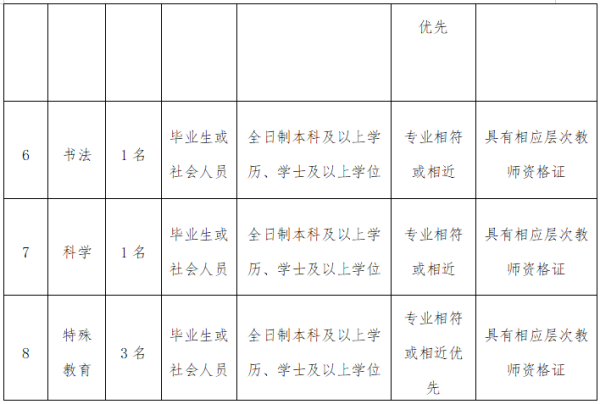 优先
6 书法 1名 毕业生或社会人员 全日制本科及以上学历、学士及以上学位 专业相符或相近 具有相应层次教师资格证
7 科学 1名 毕业生或社会人员 全日制本科及以上学历、学士及以上学位 专业相符或相近 具有相应层次教师资格证
8 特殊教育 3名 毕业生或社会人员 全日制本科及以上学历、学士及以上学位 专业相符或相近优先 具有相应层次教师资格证